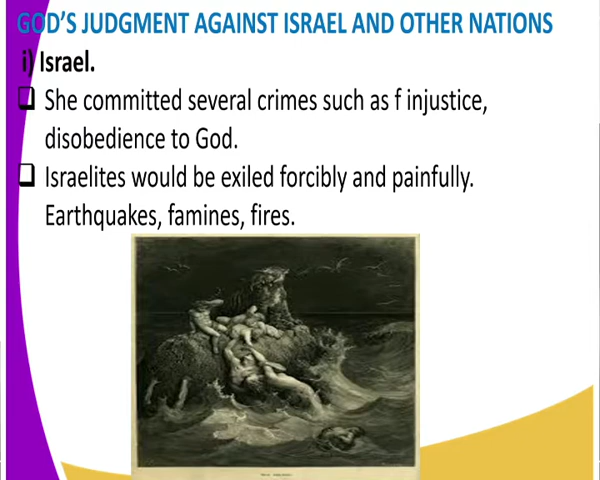 GOD'S JUDGMENT AGAINST ISRAEL AND OTHER NATIONS
i) Israel.
❑ She committed several crimes such as f injustice,
disobedience to God.
❑ Israelites would be exiled forcibly and painfully.
Earthquakes, famines, fires.